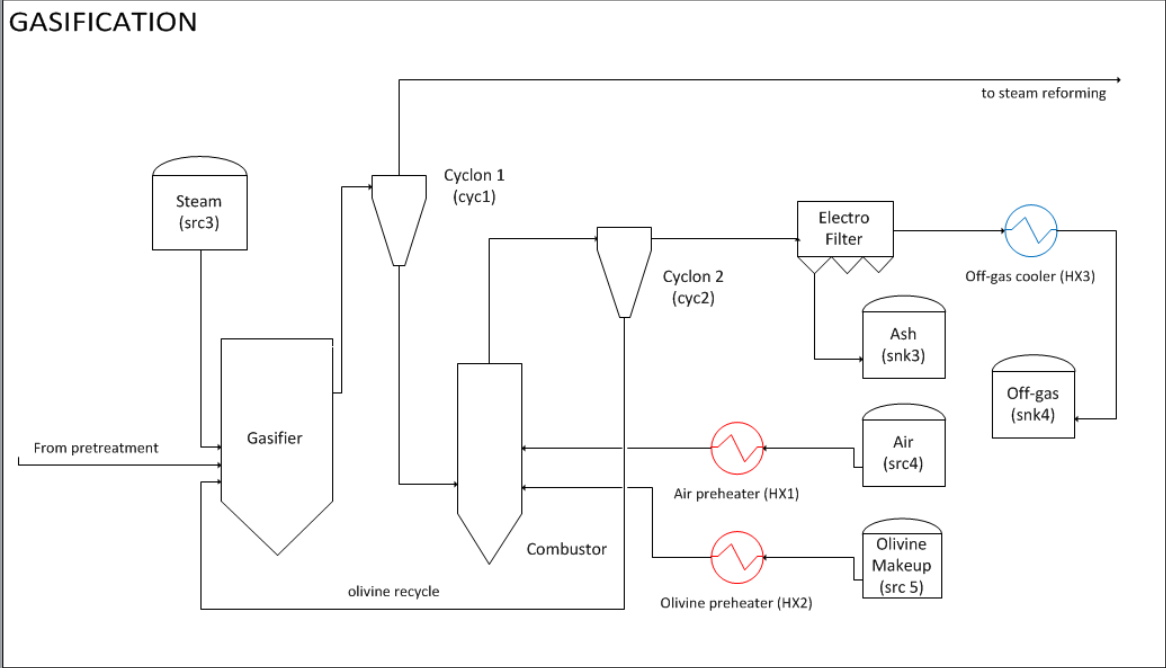 GASIFICATION
to steam reforming
Cyclon 1
(cyc1)
Steam
(src3)
Electro
Filter
Cyclon 2
(cyc2)
Off-gas cooler (HX3)
Ash
(snk3)
Off-gas
(snk4)
Gasifier
From pretreatment
Air
(src4)
Air preheater (HX1)
Combustor
Olivine
Makeup
(src 5)
olivine recycle
Olivine preheater (HX2)